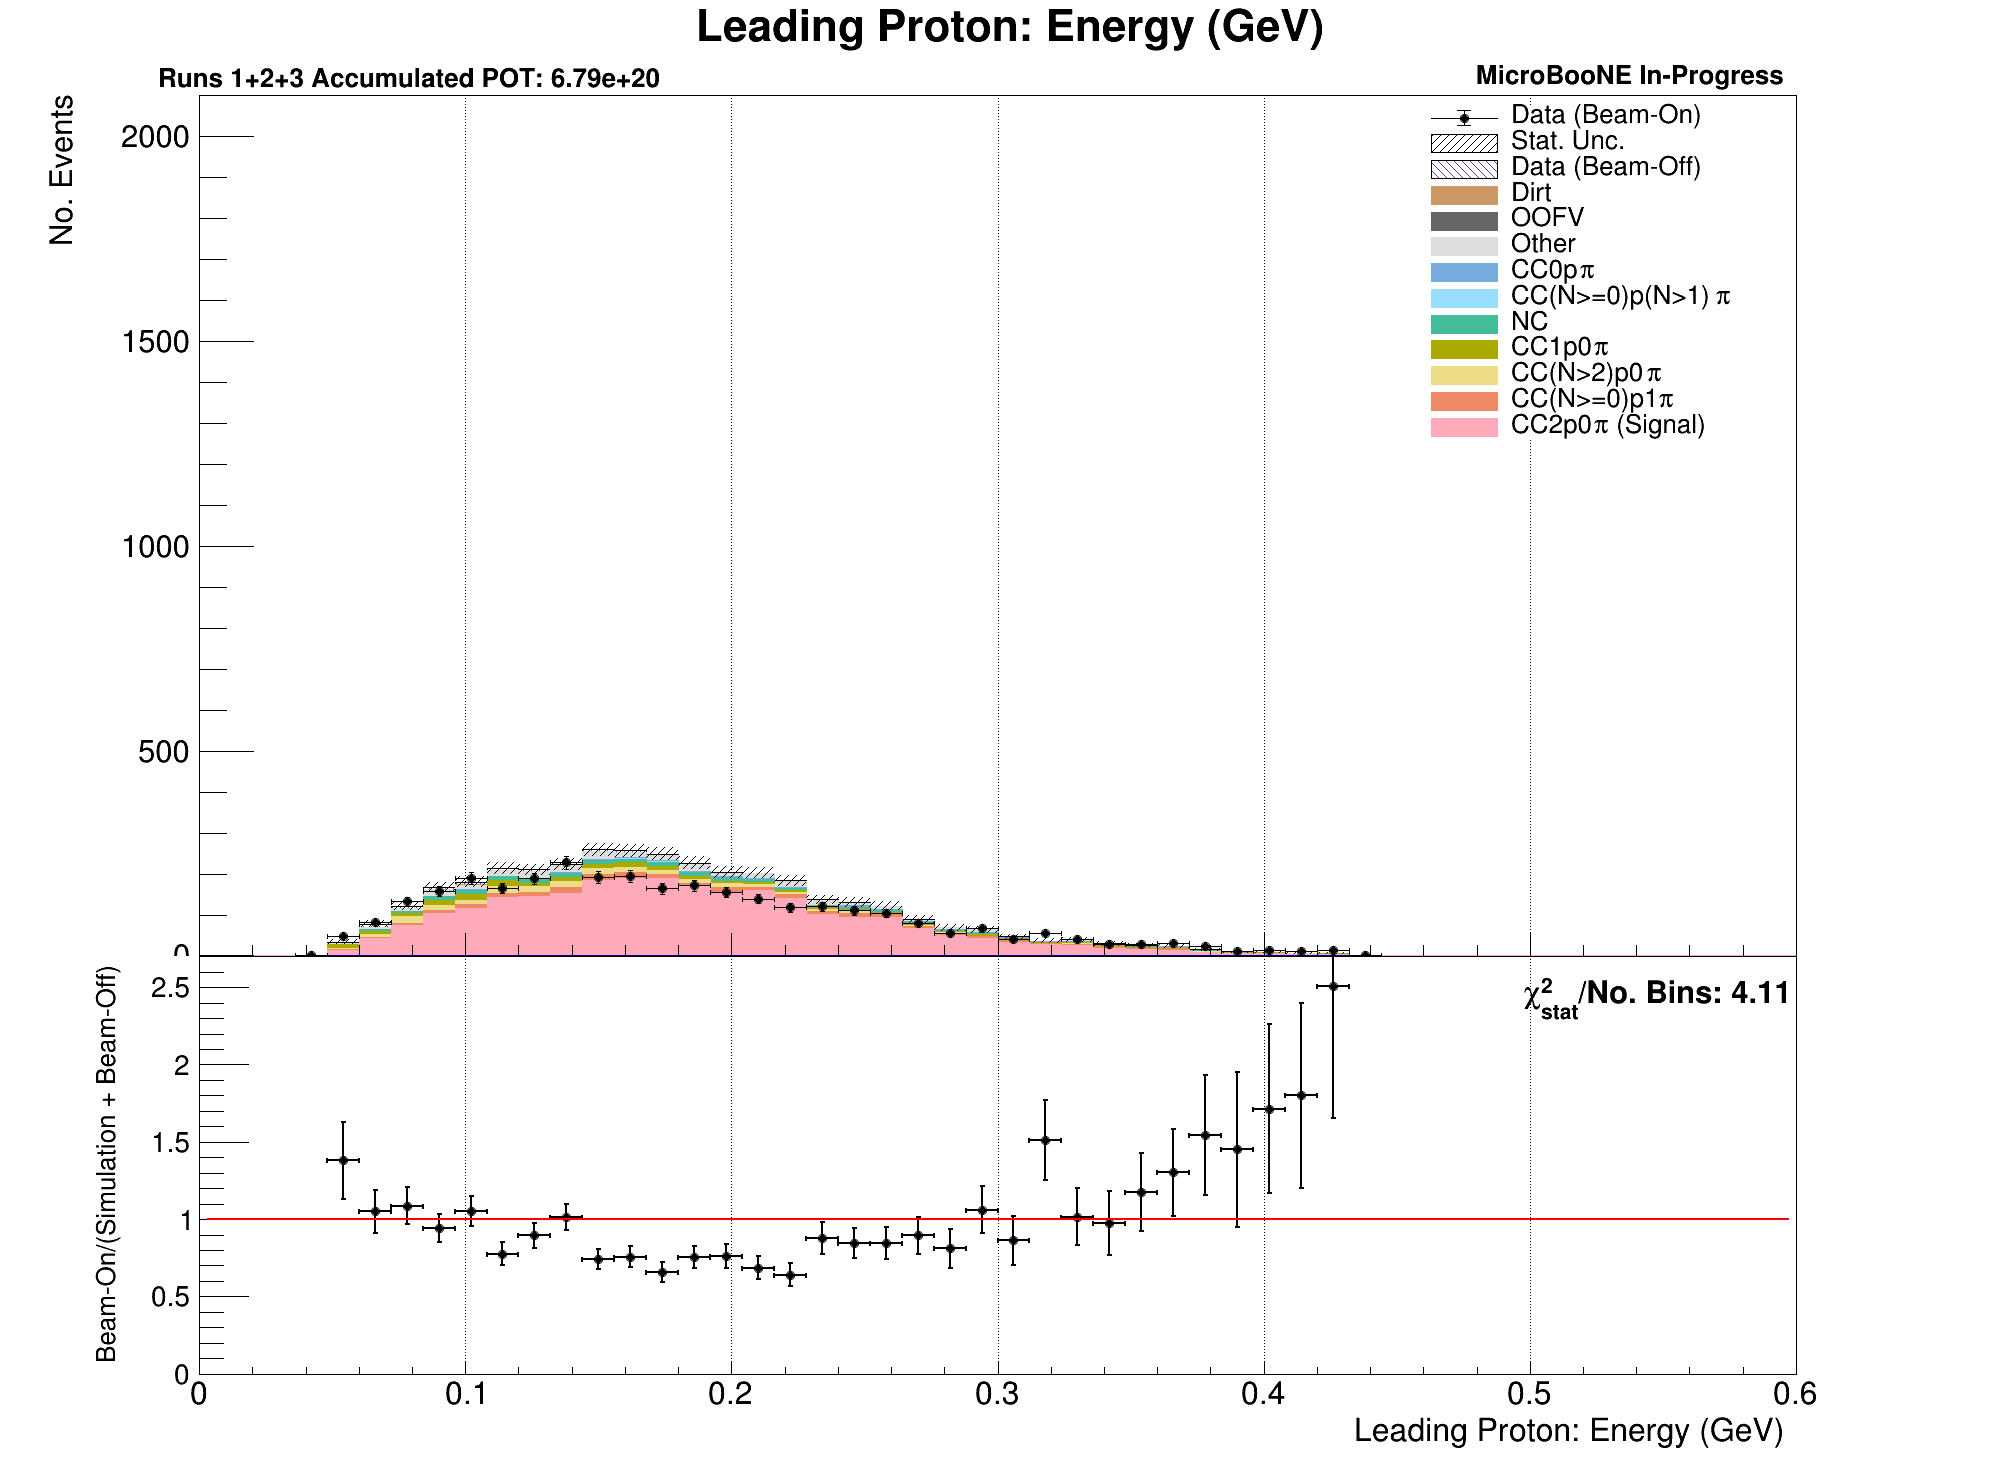 Leading Proton: Energy (GeV)
Runs 1+2+3 Accumulated POT: 6.79e+20
MicroBooNE In-Progress
No. Events
2000
1500
1000
500
0
Data (Beam-On)
Stat. Unc.
Data (Beam-Off)
Dirt
OOFV
Other
CC0pπ
CC(N>=0)p(N>1) π
NC
CC1p0π
CC(N>2)p0π
CC(N>=0)p1π
CC2p0π (Signal)
Beam-On/(Simulation + Beam-Off)
2.5
2
1.5
1
0.5
0
χ²stat/No. Bins: 4.11
0 0.1 0.2 0.3 0.4 0.5 0.6
Leading Proton: Energy (GeV)